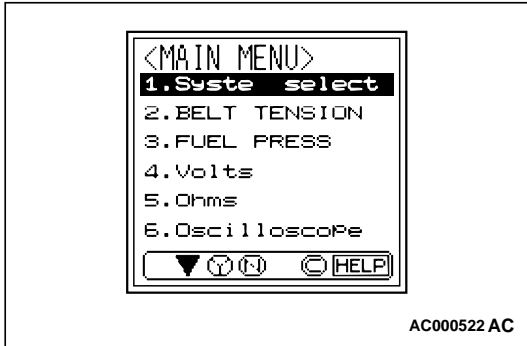 <MAIN MENU>
1.Syste select
2.BELT TENSION
3.FUEL PRESS
4.Volts
5.Ohms
6.OscilloscoPe
▼ Y N C HELP
AC000522 AC